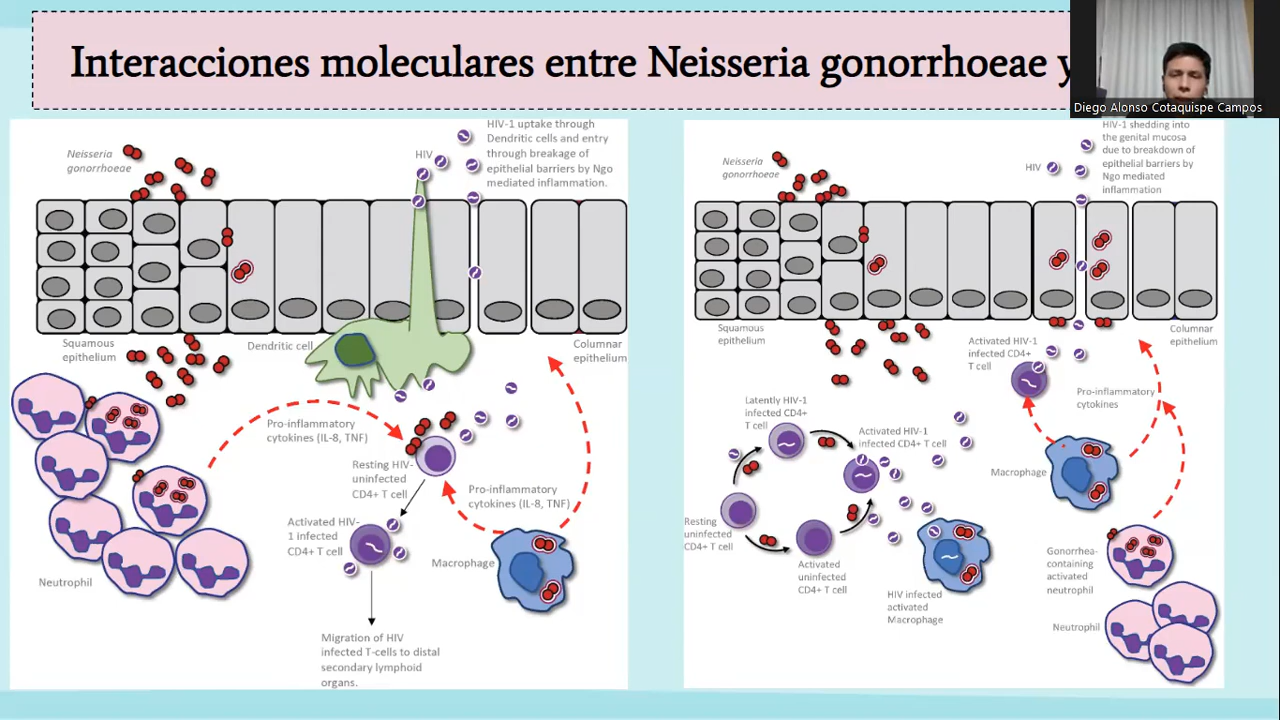 Interacciones moleculares entre Neisseria gonorrhoeae y
Diego Alonso Cotaquispe Campos
Neisseria
gonorrhoeae
HIV
HIV-1 uptake through
Dendritic cells and entry
through breakage of
epithelial barriers by Ngo
mediated inflammation.
Squamous
epithelium
Dendritic cell
Columnar
epithelium
Pro-inflammatory
cytokines (IL-8, TNF)
Resting HIV-
uninfected
CD4+ T cell
Pro-inflammatory
cytokines (IL-8, TNF)
Activated HIV-
1 infected
CD4+ T cell
Macrophage
Neutrophil
Migration of HIV
infected T-cells to distal
secondary lymphoid
organs.
Neisseria
gonorrhoeae
HIV
HIV-1 shedding into
the genital mucosa
due to breakdown of
epithelial barriers by
Ngo mediated
inflammation
Squamous
epithelium
Columnar
epithelium
Activated HIV-1
infected CD4+
T cell
Pro-inflammatory
cytokines
Latently HIV-1
infected CD4+
T cell
Activated HIV-1
infected CD4+ T cell
Macrophage
Resting
uninfected
CD4+ T cell
Activated
uninfected
CD4+ T cell
HIV infected
activated
Macrophage
Gonorrhea-
containing
activated
neutrophil
Neutrophil